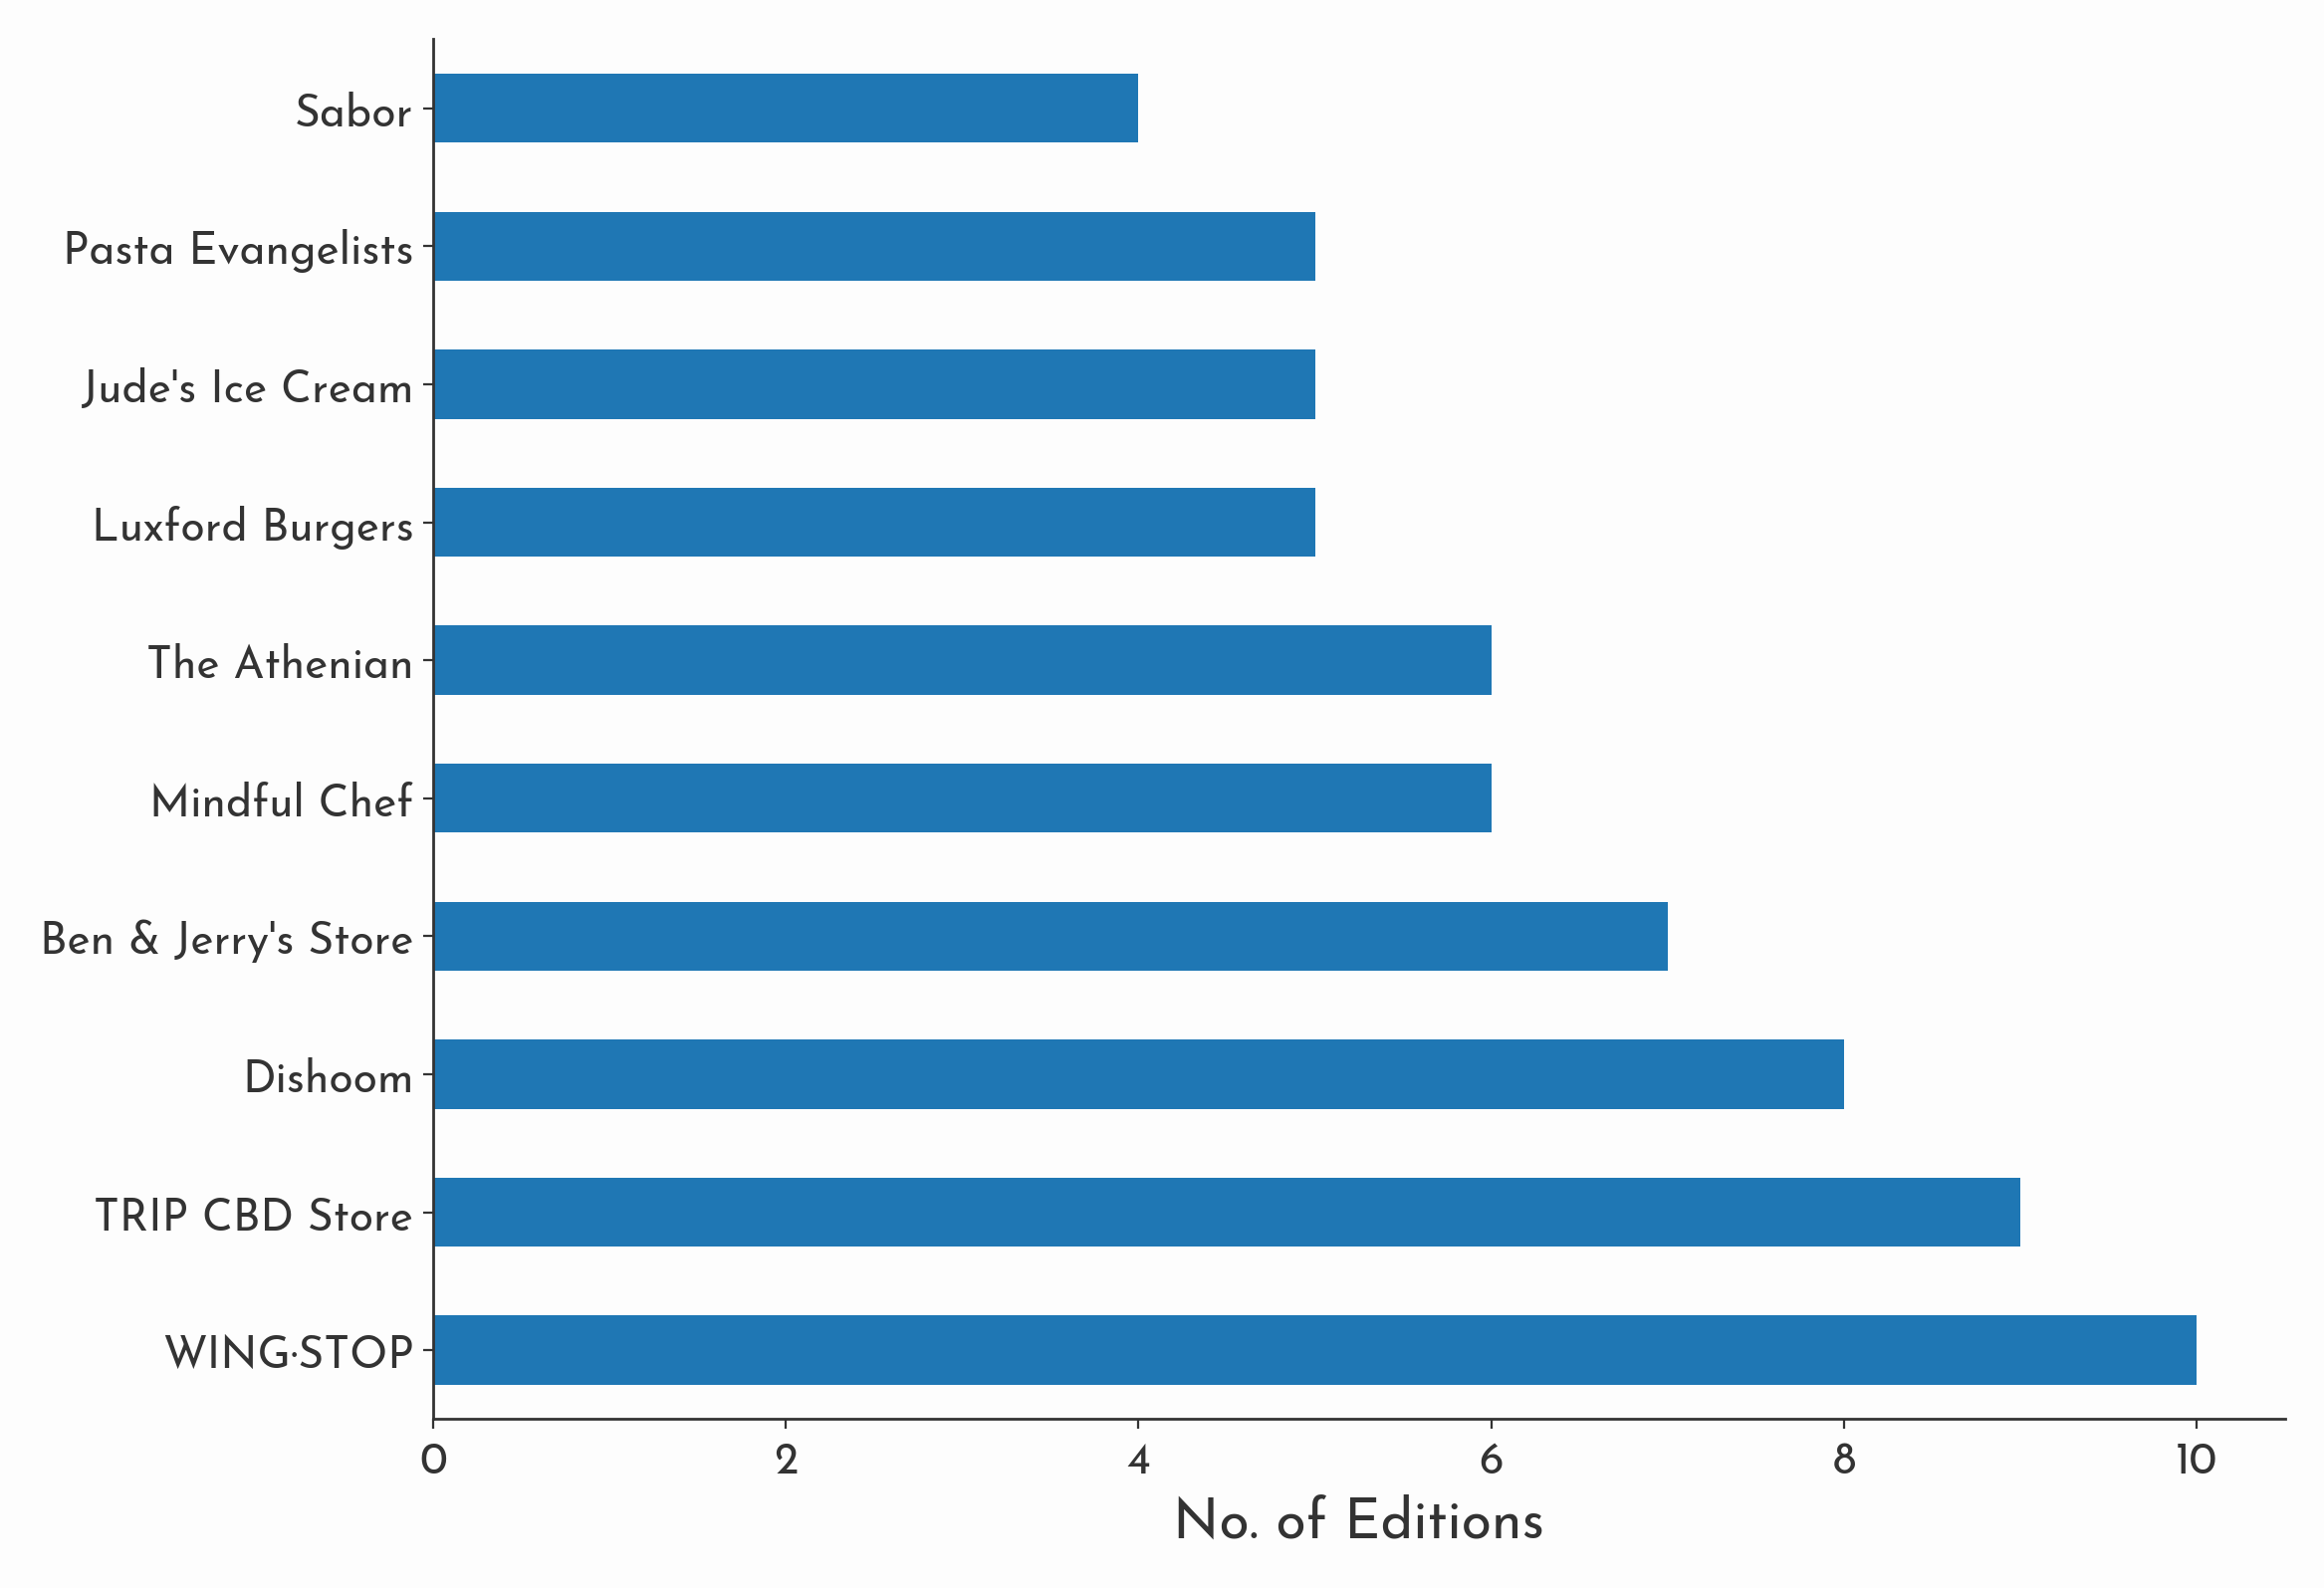 Sabor
Pasta Evangelists
Jude's Ice Cream
Luxford Burgers
The Athenian
Mindful Chef
Ben & Jerry's Store
Dishoom
TRIP CBD Store
WING·STOP
0 2 4 6 8 10
No. of Editions